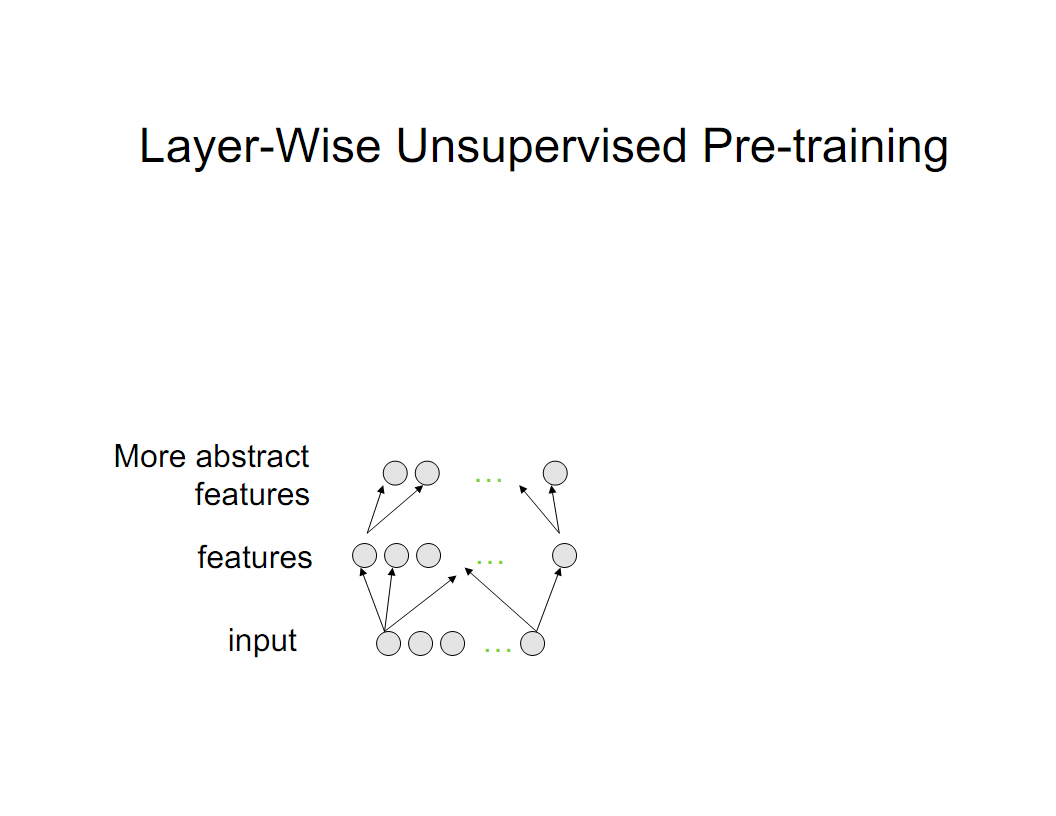 Layer-Wise Unsupervised Pre-training
More abstract
features
...
features
...
input
...